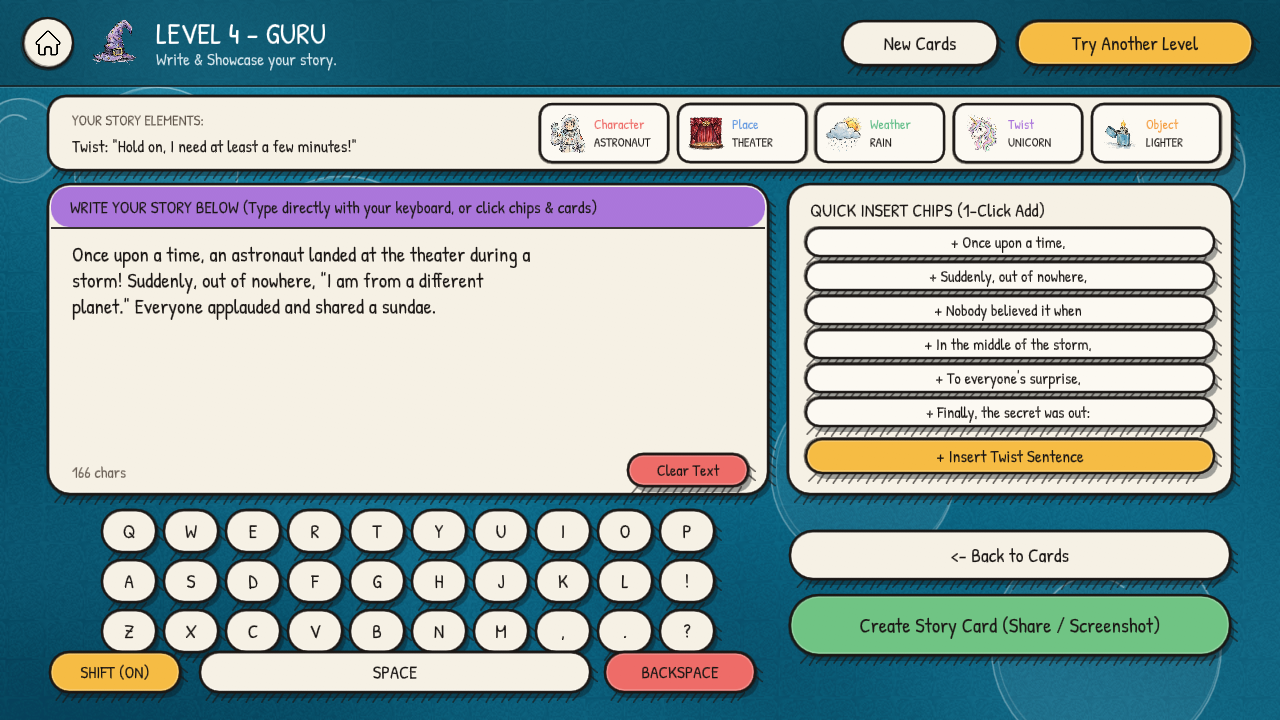 LEVEL 4 - GURU
Write & Showcase your story.
New Cards
Try Another Level
YOUR STORY ELEMENTS:
Twist: "Hold on, I need at least a few minutes!"
Character
ASTRONAUT
Place
THEATER
Weather
RAIN
Twist
UNICORN
Object
LIGHTER
WRITE YOUR STORY BELOW (Type directly with your keyboard, or click chips & cards)
Once upon a time, an astronaut landed at the theater during a
storm! Suddenly, out of nowhere, "I am from a different
planet." Everyone applauded and shared a sundae.
166 chars
Clear Text
QUICK INSERT CHIPS (1-Click Add)
+ Once upon a time,
+ Suddenly, out of nowhere,
+ Nobody believed it when
+ In the middle of the storm,
+ To everyone's surprise,
+ Finally, the secret was out:
+ Insert Twist Sentence
Q W E R T Y U I O P
A S D F G H J K L !
Z X C V B N M , . ?
SHIFT (ON) SPACE BACKSPACE
<- Back to Cards
Create Story Card (Share / Screenshot)